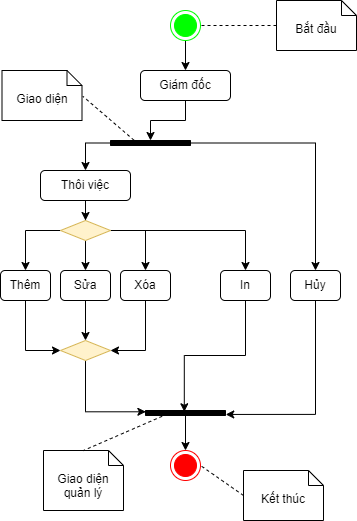 Bắt đầu
Giám đốc
Giao diện
Thôi việc
Thêm
Sửa
Xóa
In
Hủy
Giao diện
quản lý
Kết thúc